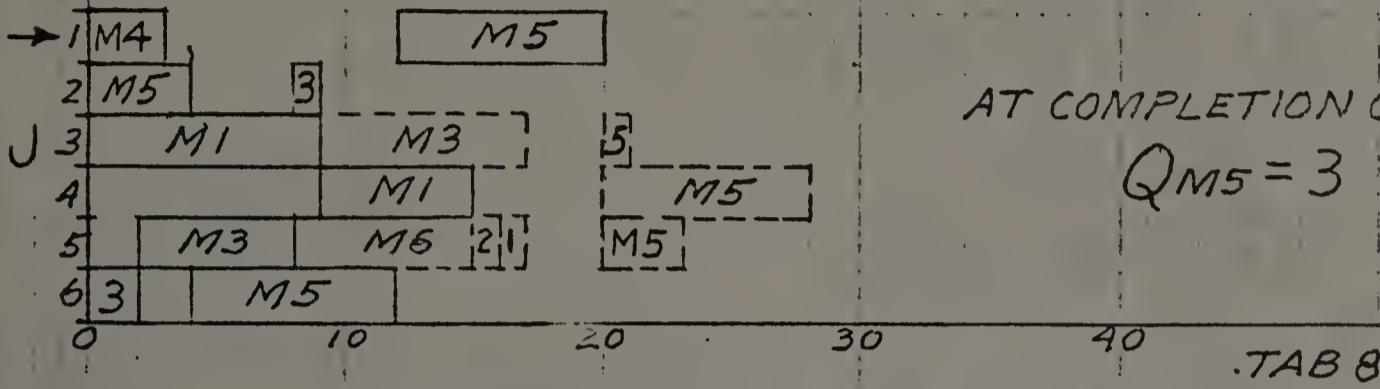 1 M4 M5
2 M5 3
AT COMPLETION
J 3 M1 M3 5
4 M1 M5
QM5 = 3
5 M3 M6 2 1 M5
6 3 M5
0 10 20 30 40
.TAB 8